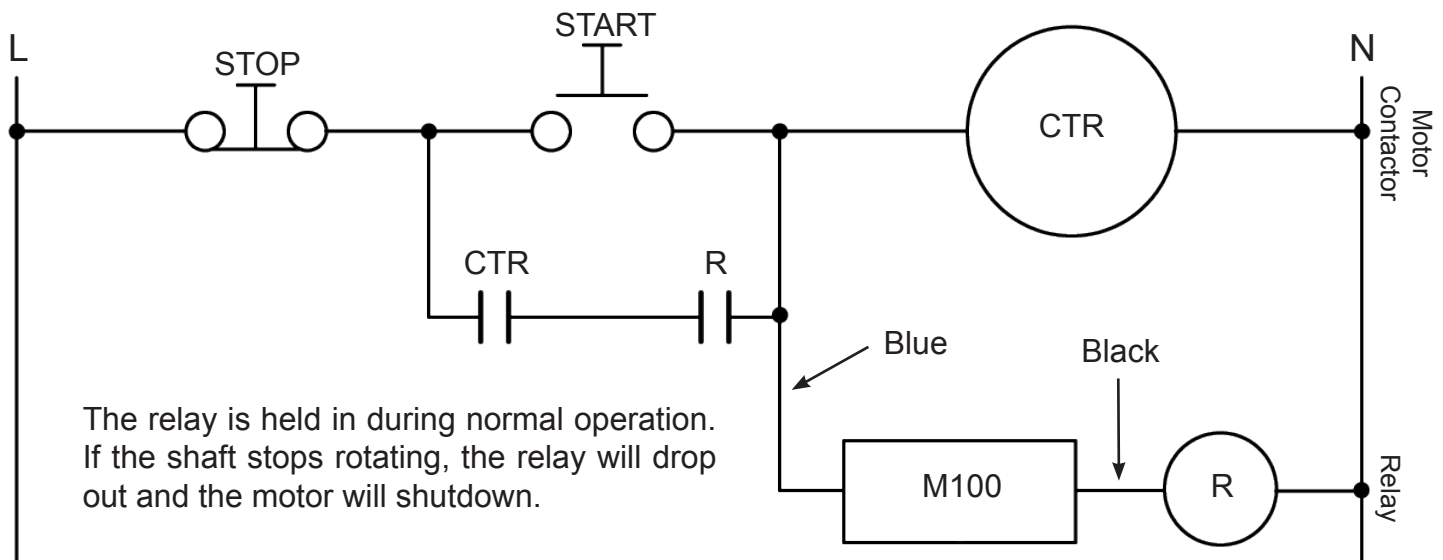 START
L
STOP
N
CTR
Motor
Contactor
CTR
R
Blue
Black
The relay is held in during normal operation.
If the shaft stops rotating, the relay will drop
out and the motor will shutdown.
M100
R
Relay